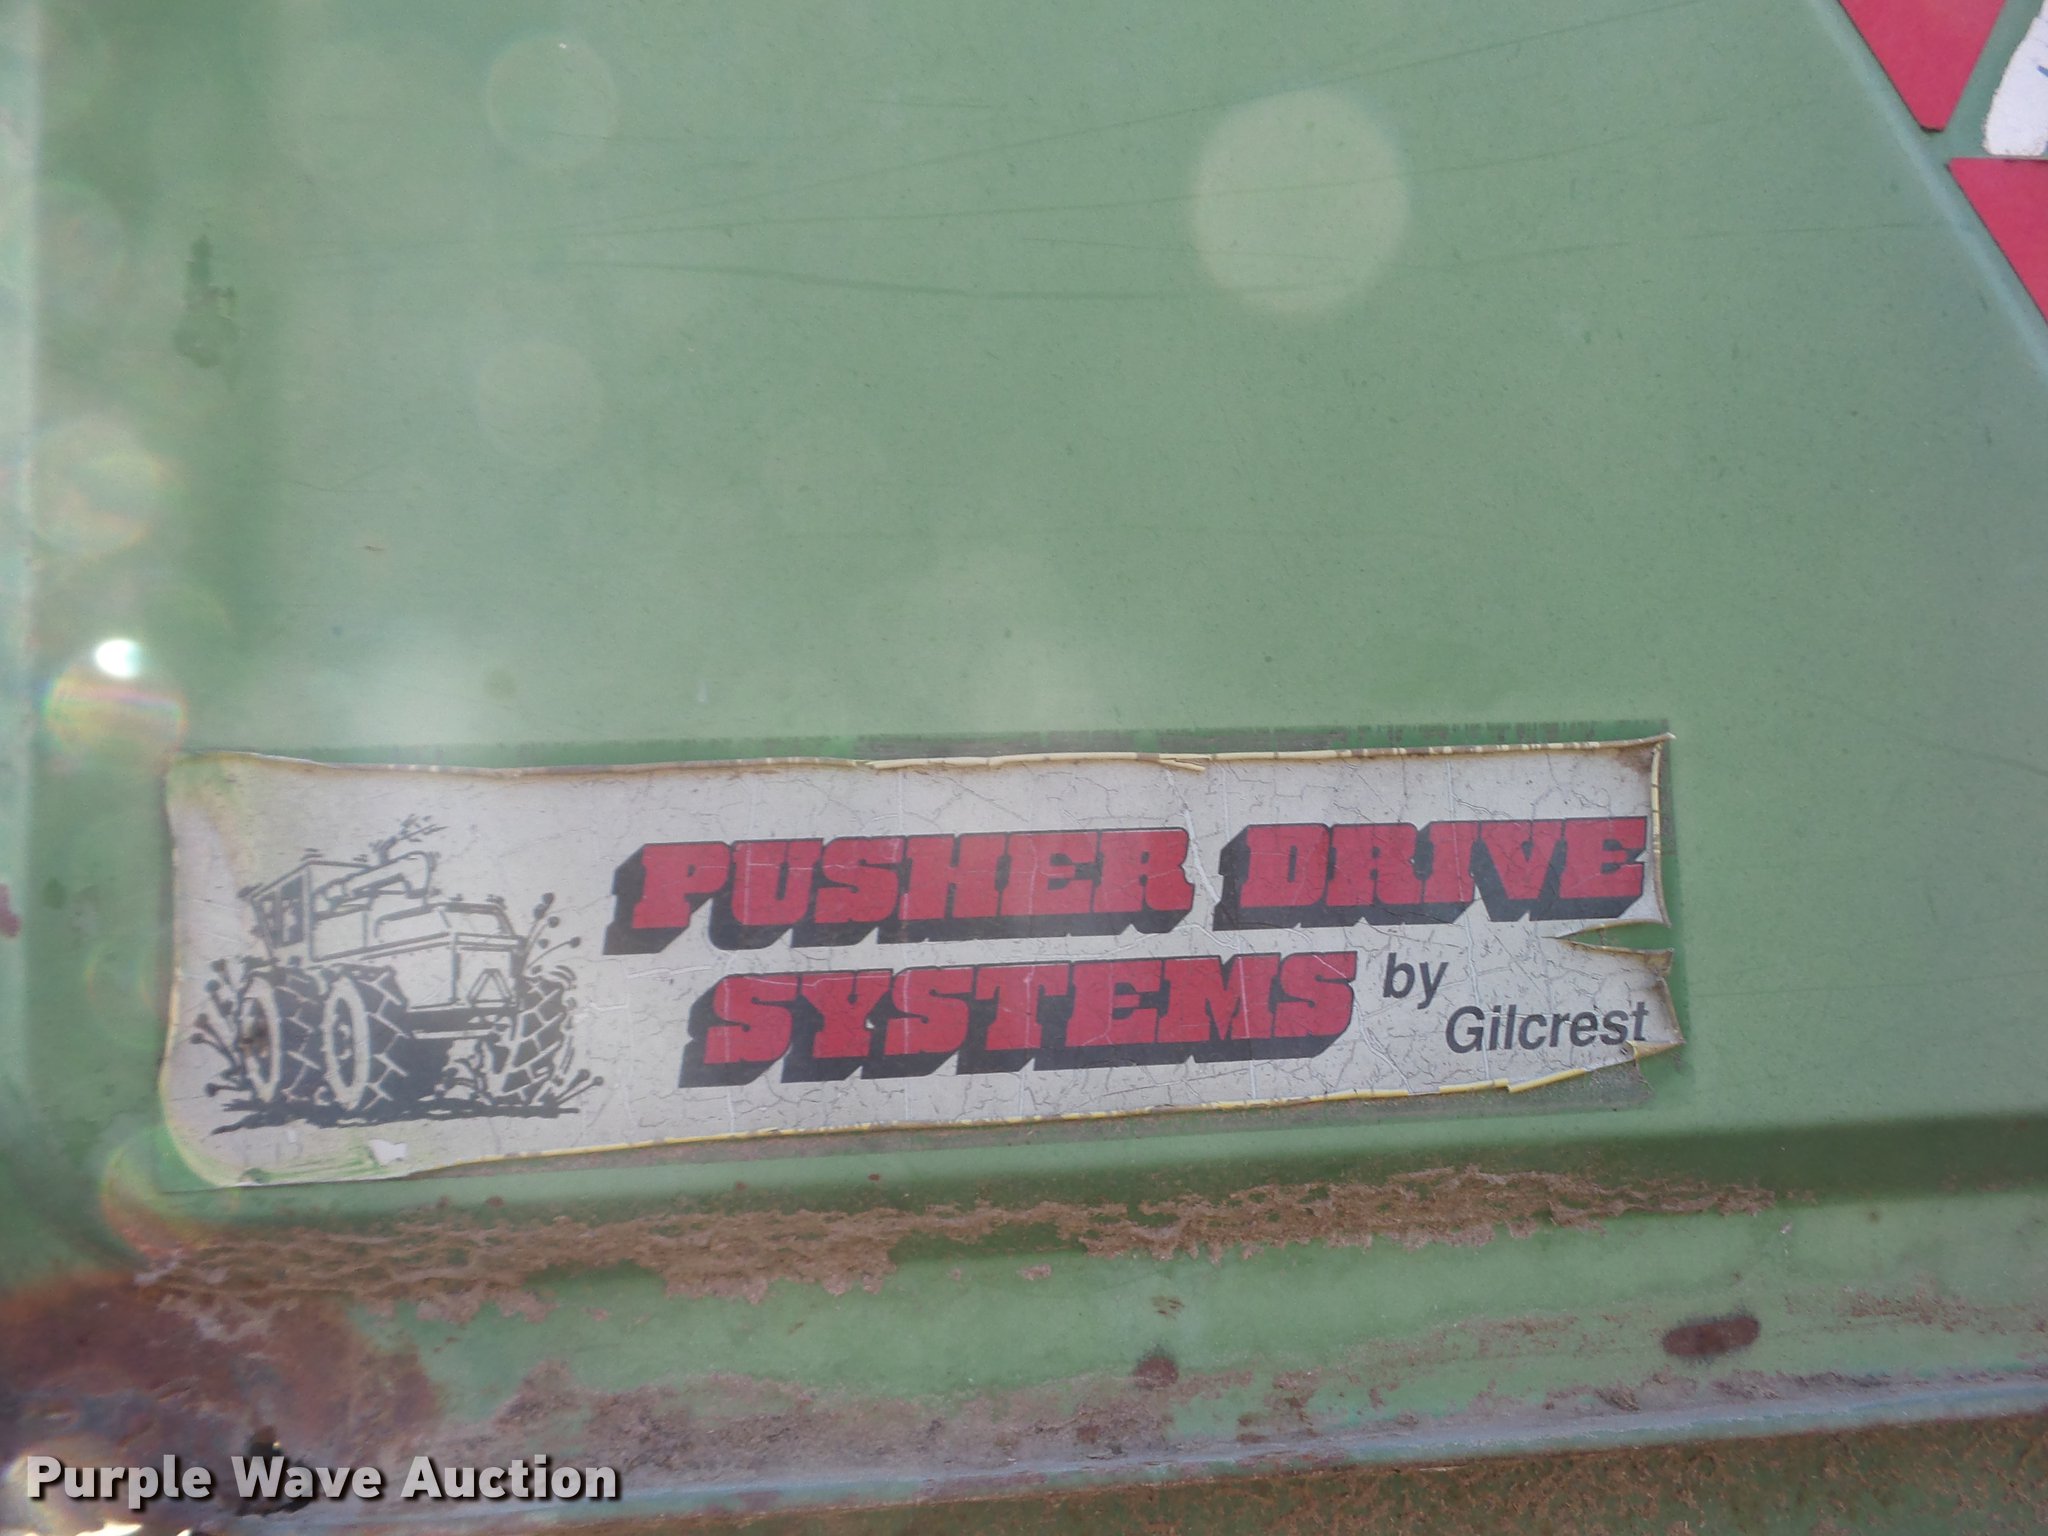 PUSHER DRIVE
SYSTEMS by
Gilcrest
Purple Wave Auction